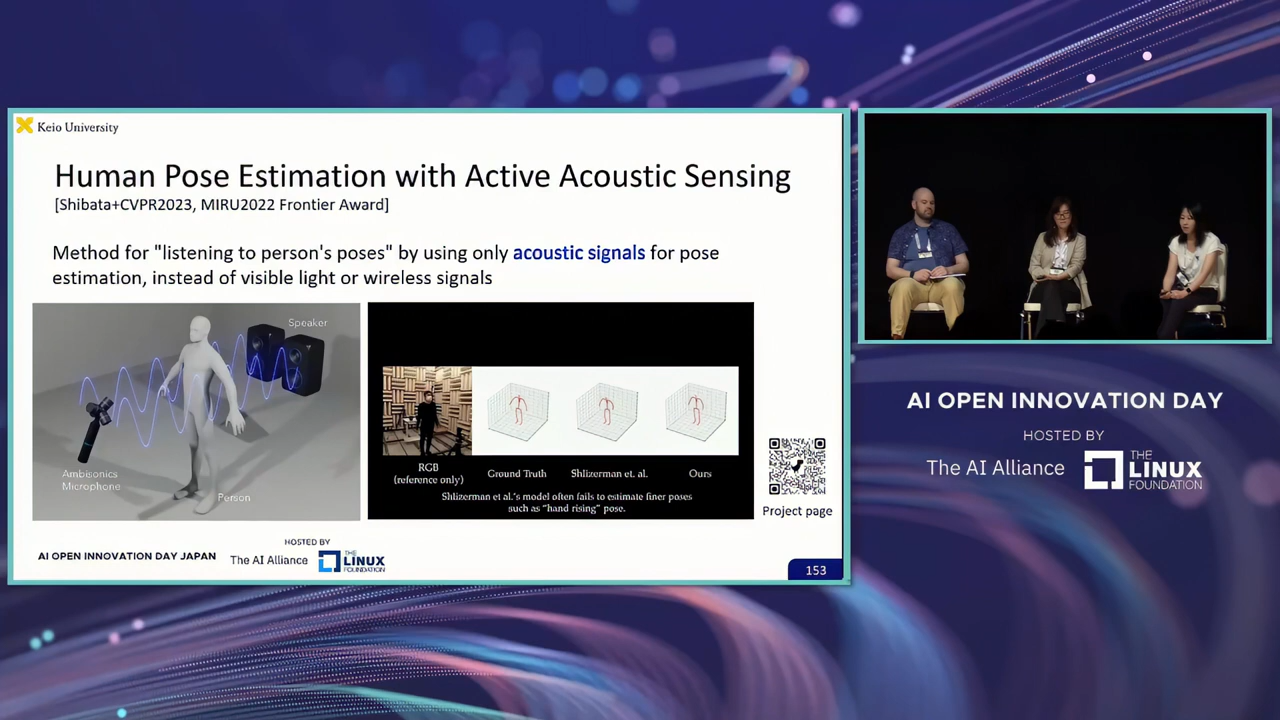 Keio University
Human Pose Estimation with Active Acoustic Sensing
[Shibata+CVPR2023, MIRU2022 Frontier Award]
Method for "listening to person's poses" by using only acoustic signals for pose
estimation, instead of visible light or wireless signals
Speaker
Ambisonics
Microphone
Person
RGB
(reference only)
Ground Truth
Shlizerman et. al.
Ours
Shlizerman et al.'s model often fails to estimate finer poses
such as "hand rising" pose.
Project page
AI OPEN INNOVATION DAY JAPAN
HOSTED BY
The AI Alliance
THE
LINUX
FOUNDATION
153
AI OPEN INNOVATION DAY
HOSTED BY
The AI Alliance
THE
LINUX
FOUNDATION